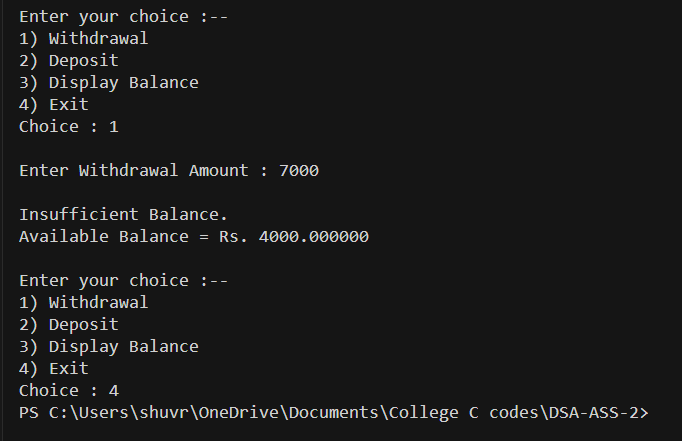 Enter your choice :--
1) Withdrawal
2) Deposit
3) Display Balance
4) Exit
Choice : 1
Enter Withdrawal Amount : 7000
Insufficient Balance.
Available Balance = Rs. 4000.000000
Enter your choice :--
1) Withdrawal
2) Deposit
3) Display Balance
4) Exit
Choice : 4
PS C:\Users\shuvr\OneDrive\Documents\College C codes\DSA-ASS-2>